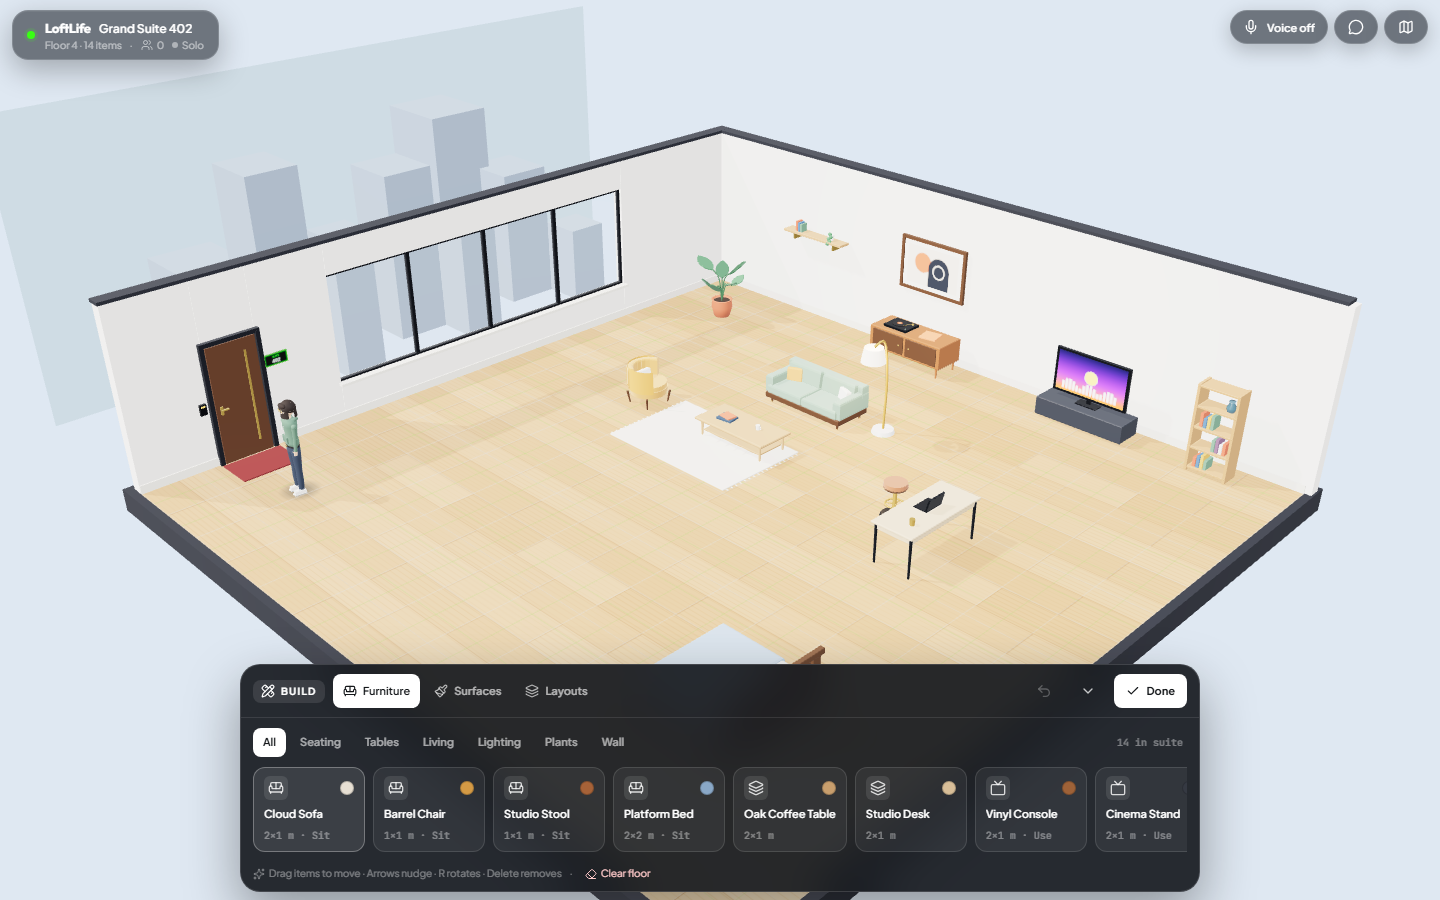 LoftLife Grand Suite 402
Floor 4 · 14 items · 0 Solo
Voice off
402
BUILD
Furniture
Surfaces
Layouts
Done
All
Seating
Tables
Living
Lighting
Plants
Wall
14 in suite
Cloud Sofa
2×1 m · Sit
Barrel Chair
1×1 m · Sit
Studio Stool
1×1 m · Sit
Platform Bed
2×2 m · Sit
Oak Coffee Table
2×1 m
Studio Desk
2×1 m
Vinyl Console
2×1 m · Use
Cinema Stand
2×1 m · Use
Drag items to move · Arrows nudge · R rotates · Delete removes · Clear floor